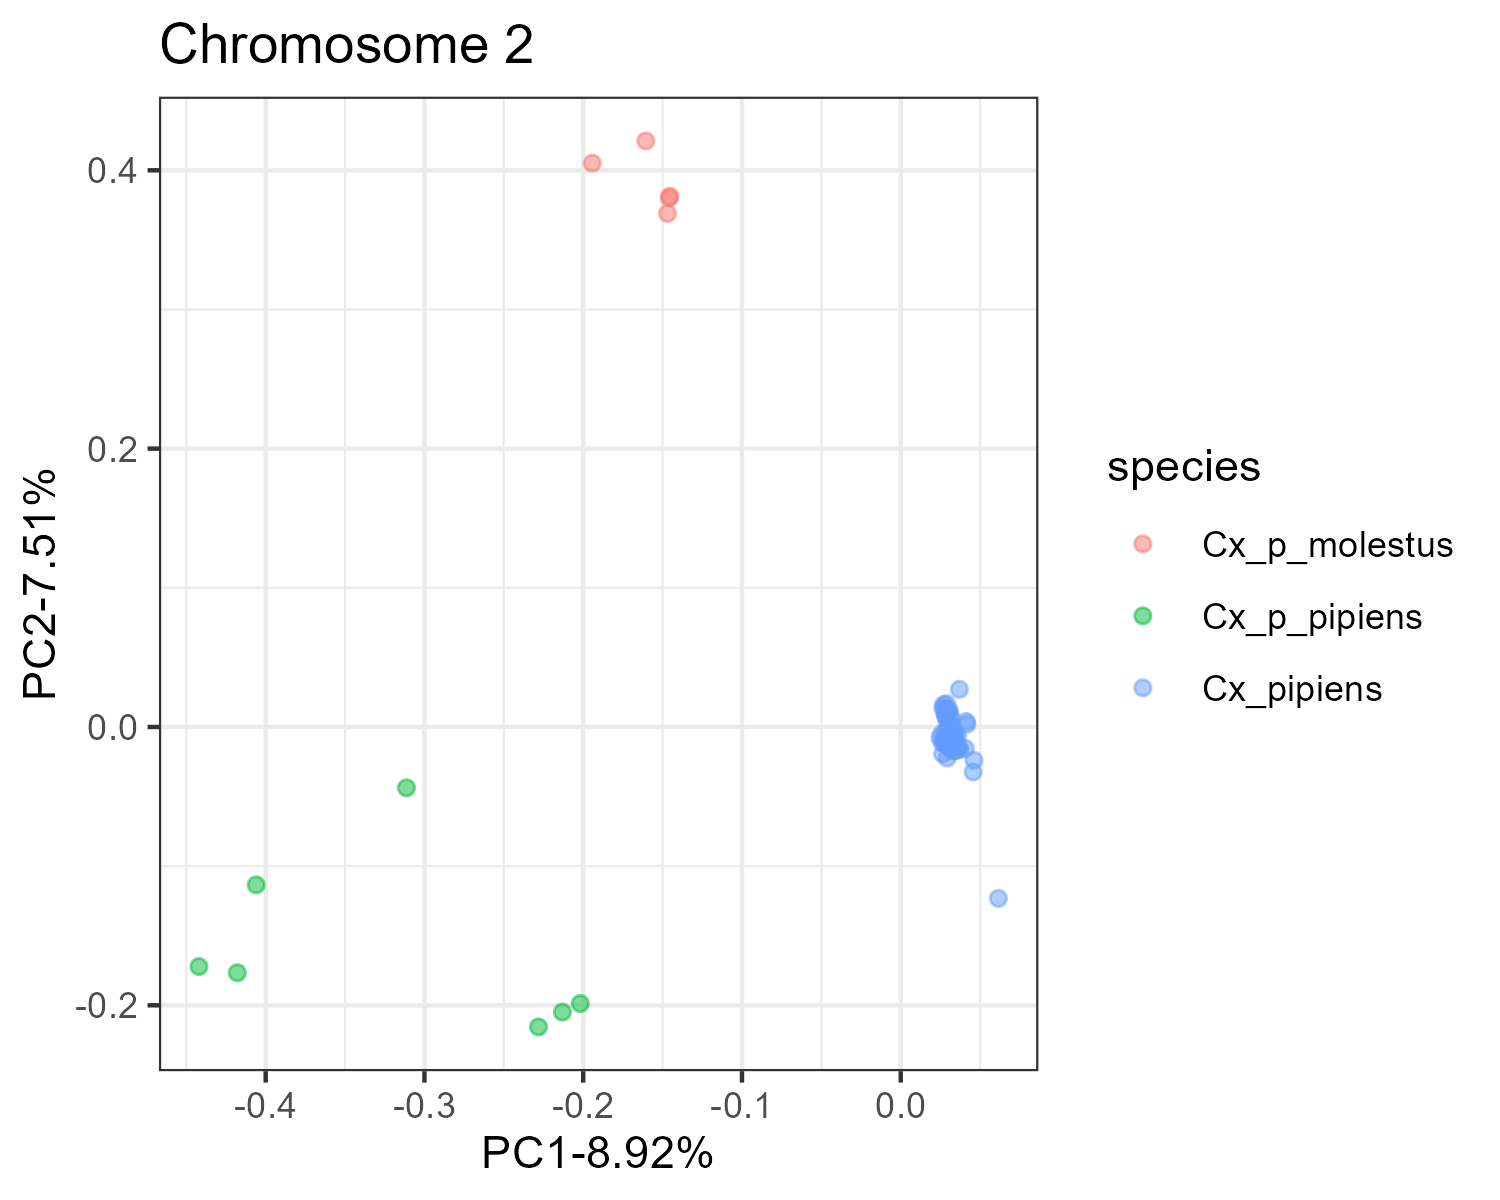 Chromosome 2
0.4
0.2
0.0
-0.2
-0.4
-0.3
-0.2
-0.1
0.0
PC1-8.92%
PC2-7.51%
species
Cx_p_molestus
Cx_p_pipiens
Cx_pipiens